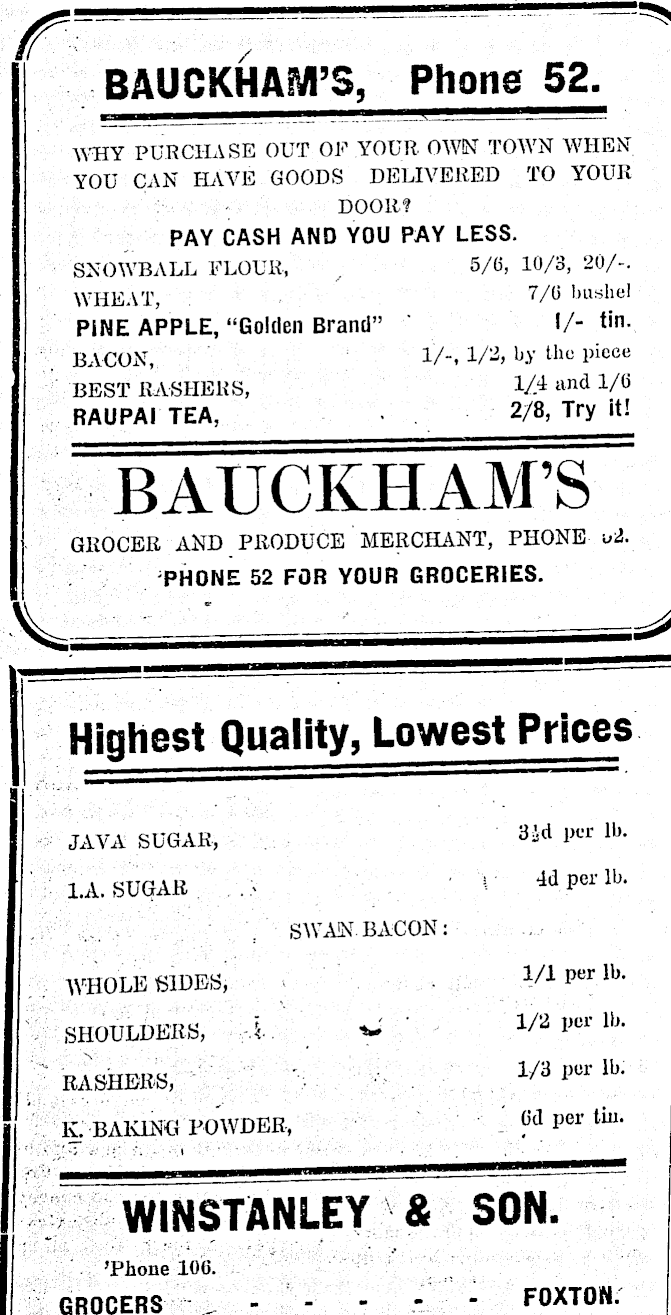 BAUCKHAM'S, Phone 52.
WHY PURCHASE OUT OF YOUR OWN TOWN WHEN
YOU CAN HAVE GOODS DELIVERED TO YOUR
DOOR?
PAY CASH AND YOU PAY LESS.
SNOWBALL FLOUR, 5/6, 10/3, 20/-.
WHEAT, 7/6 bushel
PINE APPLE, "Golden Brand" 1/- tin.
BACON, 1/-, 1/2, by the piece
BEST RASHERS, 1/4 and 1/6
RAUPAI TEA, 2/8, Try it!
BAUCKHAM'S
GROCER AND PRODUCE MERCHANT, PHONE 52.
'PHONE 52 FOR YOUR GROCERIES.
Highest Quality, Lowest Prices
JAVA SUGAR, 3½d per lb.
1.A. SUGAR 4d per lb.
SWAN BACON:
WHOLE SIDES, 1/1 per lb.
SHOULDERS, 1/2 per lb.
RASHERS, 1/3 per lb.
K. BAKING POWDER, 6d per tin.
WINSTANLEY & SON.
'Phone 106.
GROCERS - - - - - FOXTON.